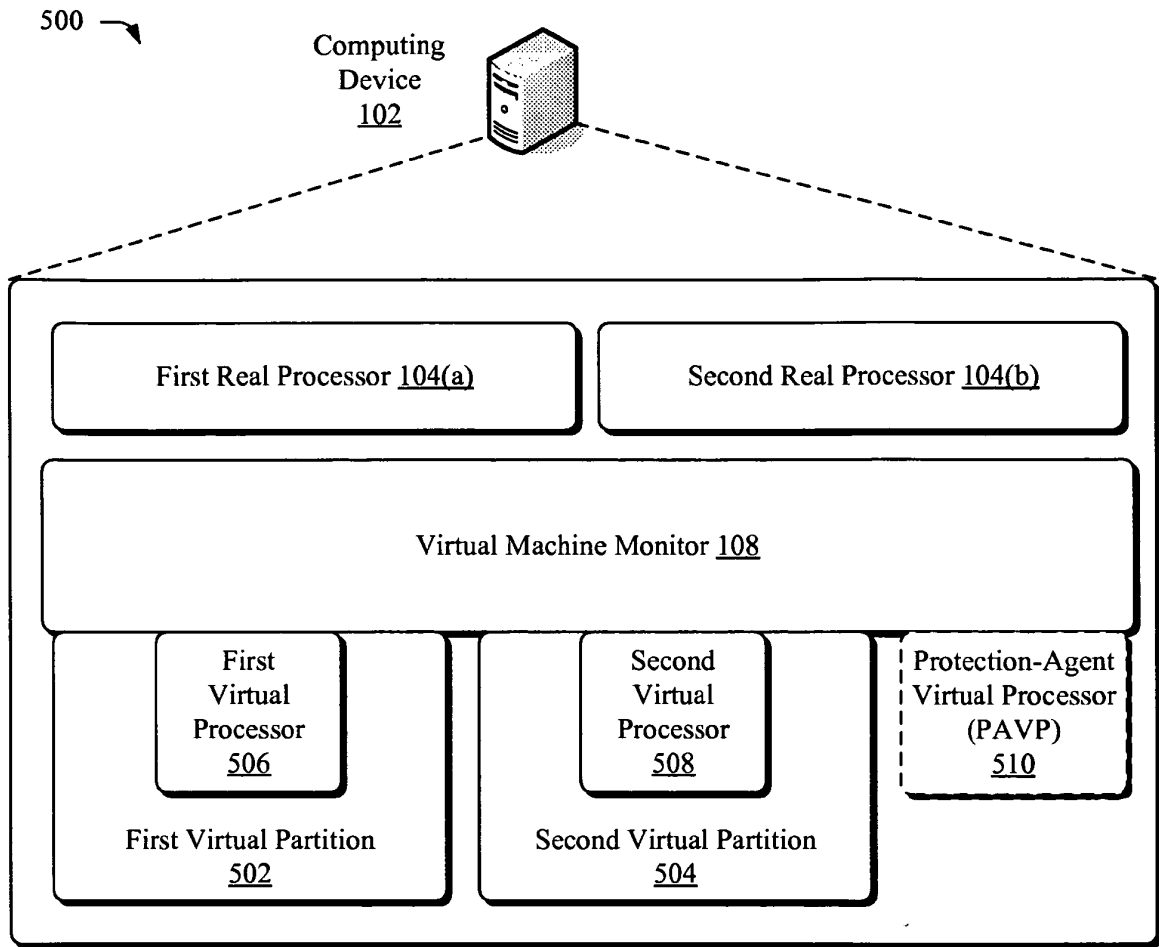 500
Computing
Device
102
First Real Processor 104(a)
Second Real Processor 104(b)
Virtual Machine Monitor 108
First
Virtual
Processor
506
First Virtual Partition
502
Second
Virtual
Processor
508
Second Virtual Partition
504
Protection-Agent
Virtual Processor
(PAVP)
510